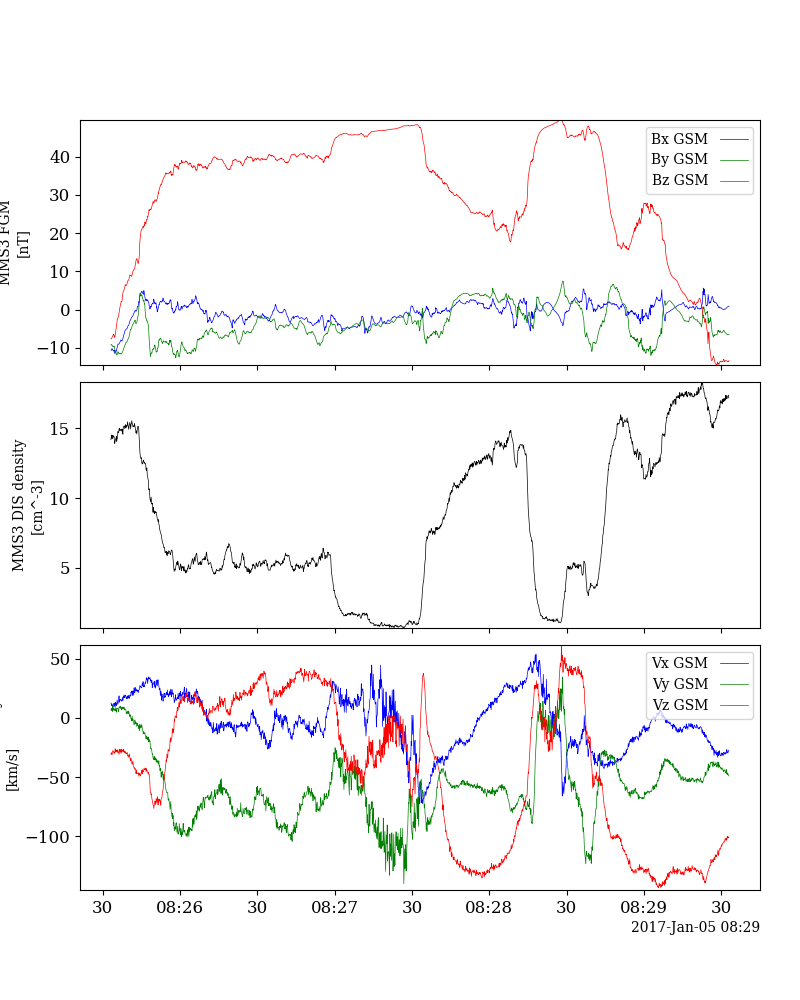 Bx GSM
By GSM
Bz GSM
40
30
20
10
0
−10
MMS3 FGM
[nT]
15
10
5
MMS3 DIS density
[cm^-3]
Vx GSM
Vy GSM
Vz GSM
50
0
−50
−100
[km/s]
30 08:26 30 08:27 30 08:28 30 08:29 30
2017-Jan-05 08:29